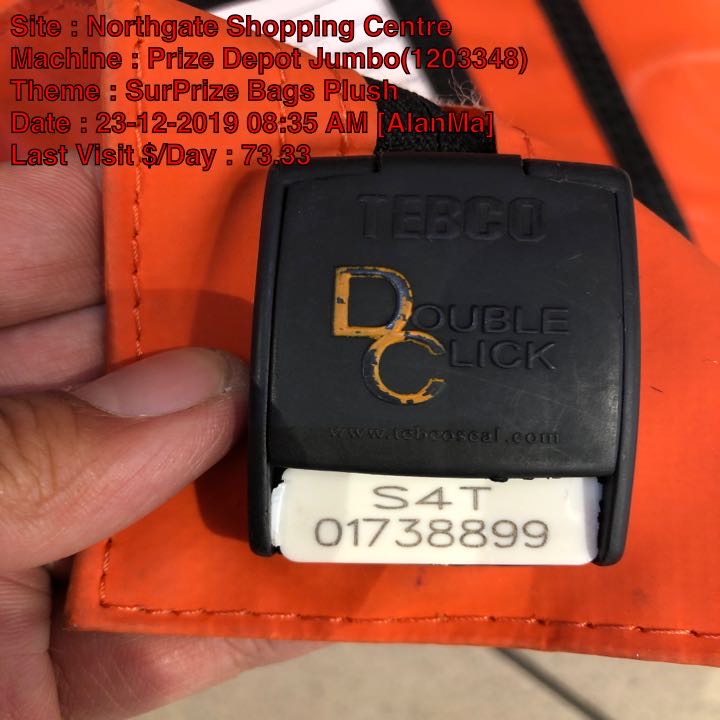 Site : Northgate Shopping Centre
Machine : Prize Depot Jumbo(1203348)
Theme : SurPrize Bags Plush
Date : 23-12-2019 08:35 AM [AlanMa]
Last Visit $/Day : 73.33
TEBCO
DOUBLE
CLICK
www.tebcoseal.com
S4T
01738899